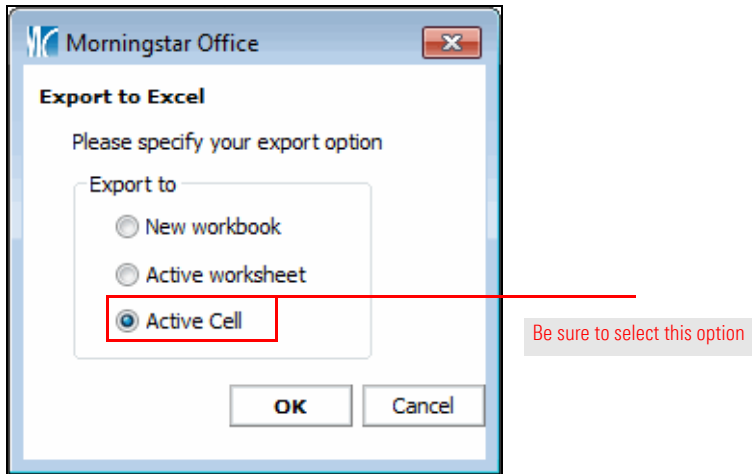 Morningstar Office
Export to Excel
Please specify your export option
Export to
New workbook
Active worksheet
Active Cell
Be sure to select this option
OK Cancel